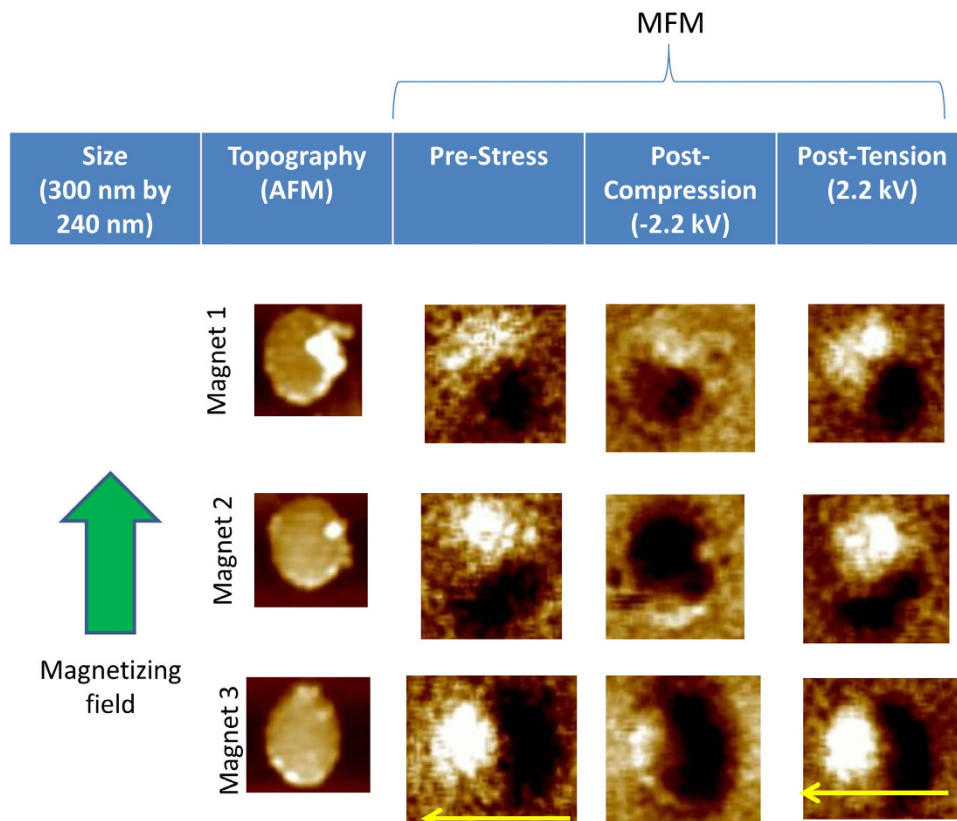 MFM
Size
(300 nm by
240 nm)
Topography
(AFM)
Pre-Stress
Post-
Compression
(-2.2 kV)
Post-Tension
(2.2 kV)
Magnet 1
Magnet 2
Magnetizing
field
Magnet 3